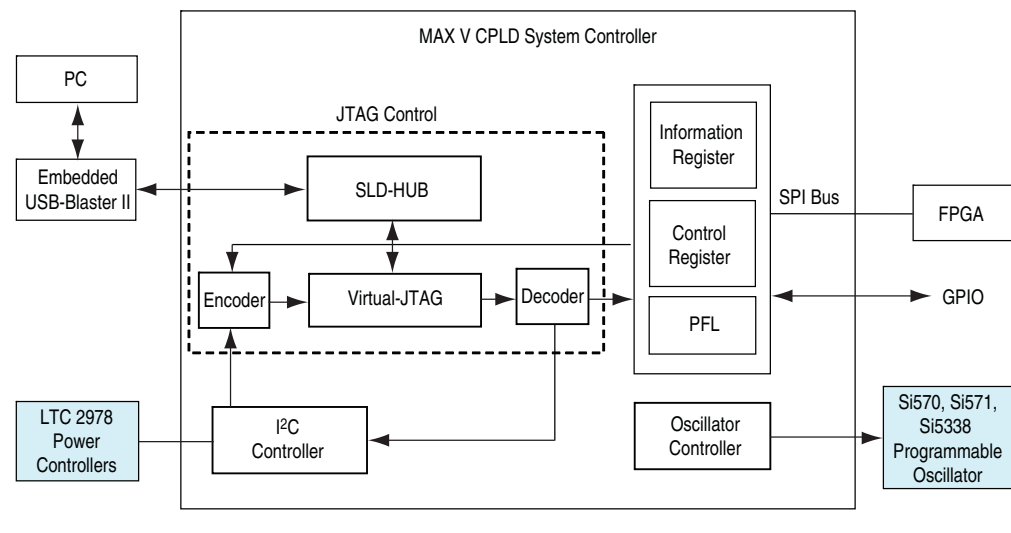 MAX V CPLD System Controller
PC
JTAG Control
Embedded
USB-Blaster II
SLD-HUB
Information
Register
SPI Bus
FPGA
Control
Register
Encoder
Virtual-JTAG
Decoder
GPIO
PFL
LTC 2978
Power
Controllers
I²C
Controller
Oscillator
Controller
Si570, Si571,
Si5338
Programmable
Oscillator